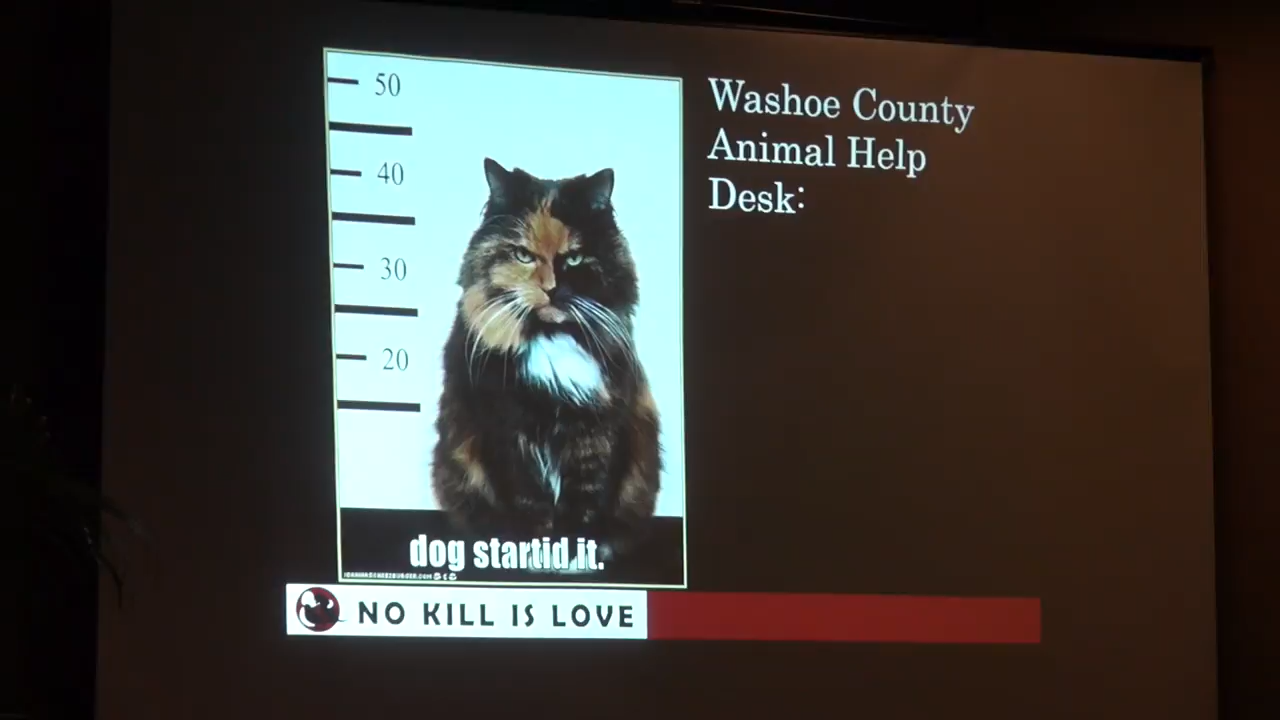 50
40
30
20
Washoe County
Animal Help
Desk:
dog startid it.
NO KILL IS LOVE